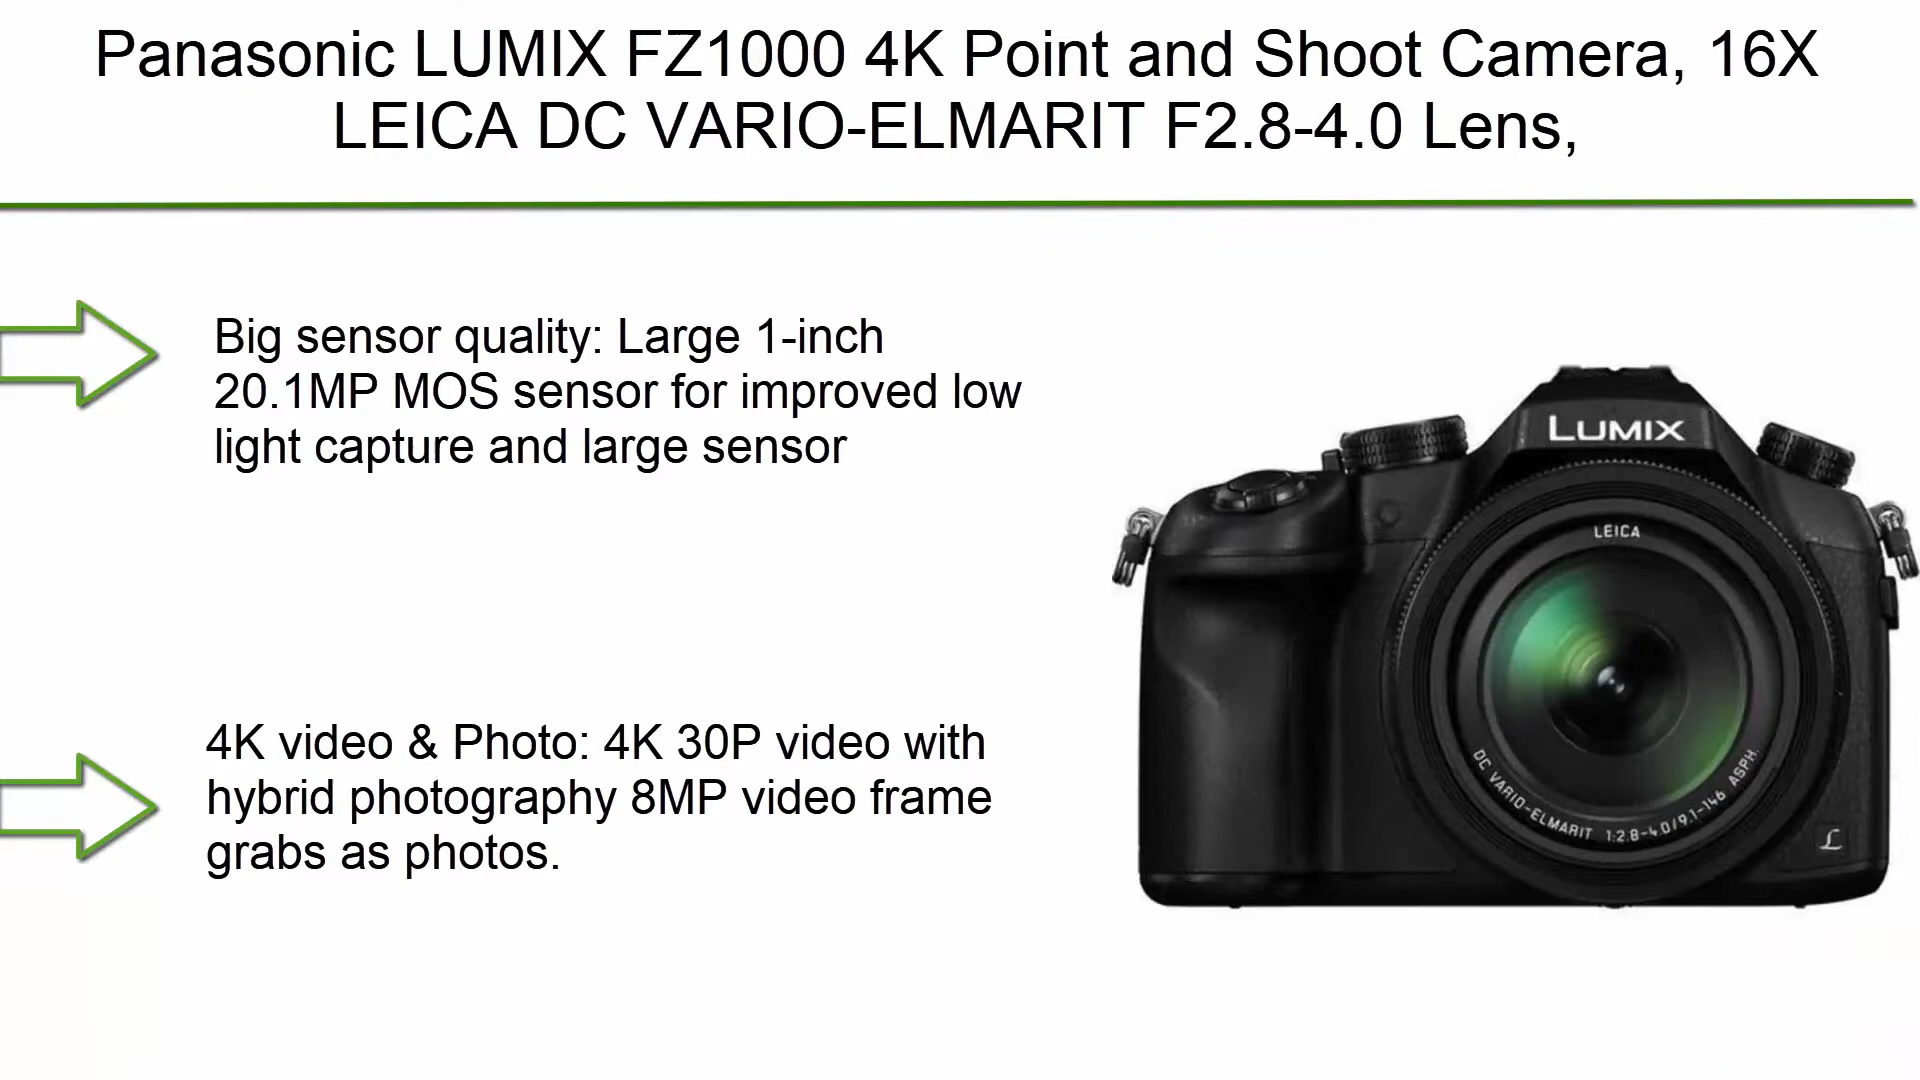 Panasonic LUMIX FZ1000 4K Point and Shoot Camera, 16X
LEICA DC VARIO-ELMARIT F2.8-4.0 Lens,
Big sensor quality: Large 1-inch
20.1MP MOS sensor for improved low
light capture and large sensor
4K video & Photo: 4K 30P video with
hybrid photography 8MP video frame
grabs as photos.
LUMIX
LEICA
DC VARIO-ELMARIT 1:2.8-4.0/9.1-146 ASPH.
L